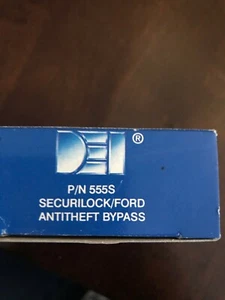 DEI®
P/N 555S
SECURILOCK/FORD
ANTITHEFT BYPASS